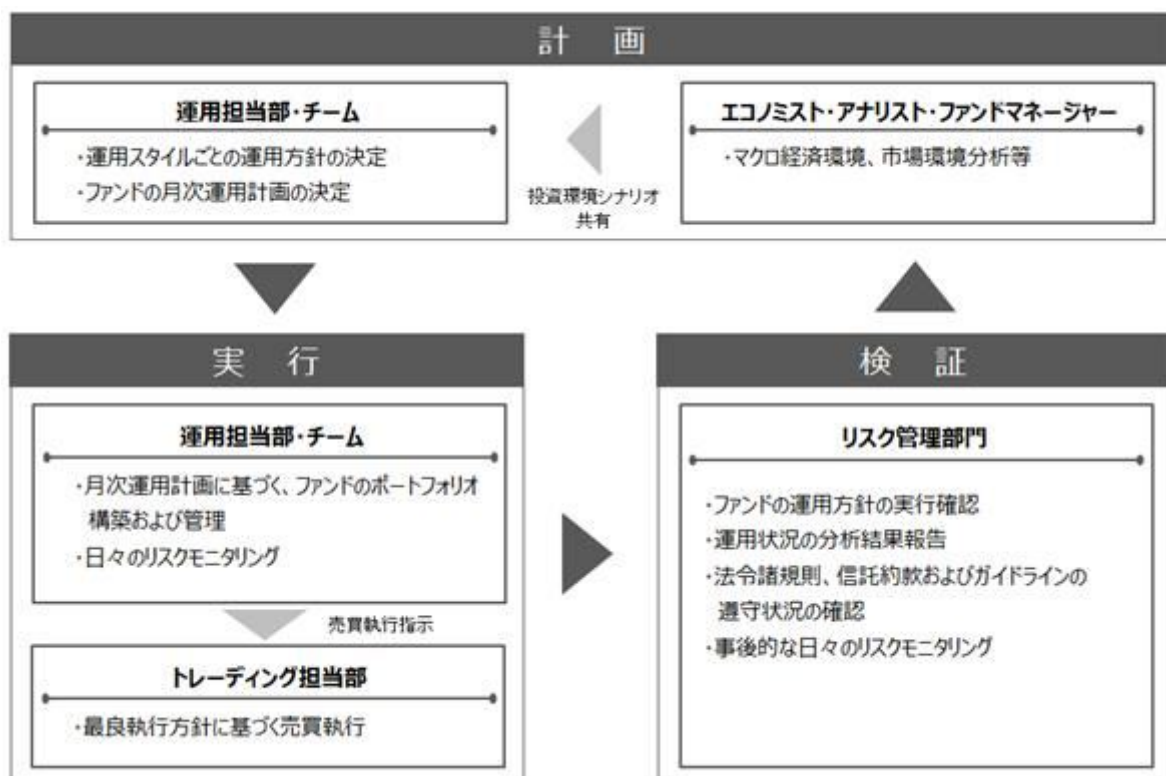 計 画
運用担当部・チーム
・運用スタイルごとの運用方針の決定
・ファンドの月次運用計画の決定
投資環境シナリオ
共有
エコノミスト・アナリスト・ファンドマネージャー
・マクロ経済環境、市場環境分析等
実 行
運用担当部・チーム
・月次運用計画に基づく、ファンドのポートフォリオ
構築および管理
・日々のリスクモニタリング
売買執行指示
トレーディング担当部
・最良執行方針に基づく売買執行
検 証
リスク管理部門
・ファンドの運用方針の実行確認
・運用状況の分析結果報告
・法令諸規則、信託約款およびガイドラインの
遵守状況の確認
・事後的な日々のリスクモニタリング